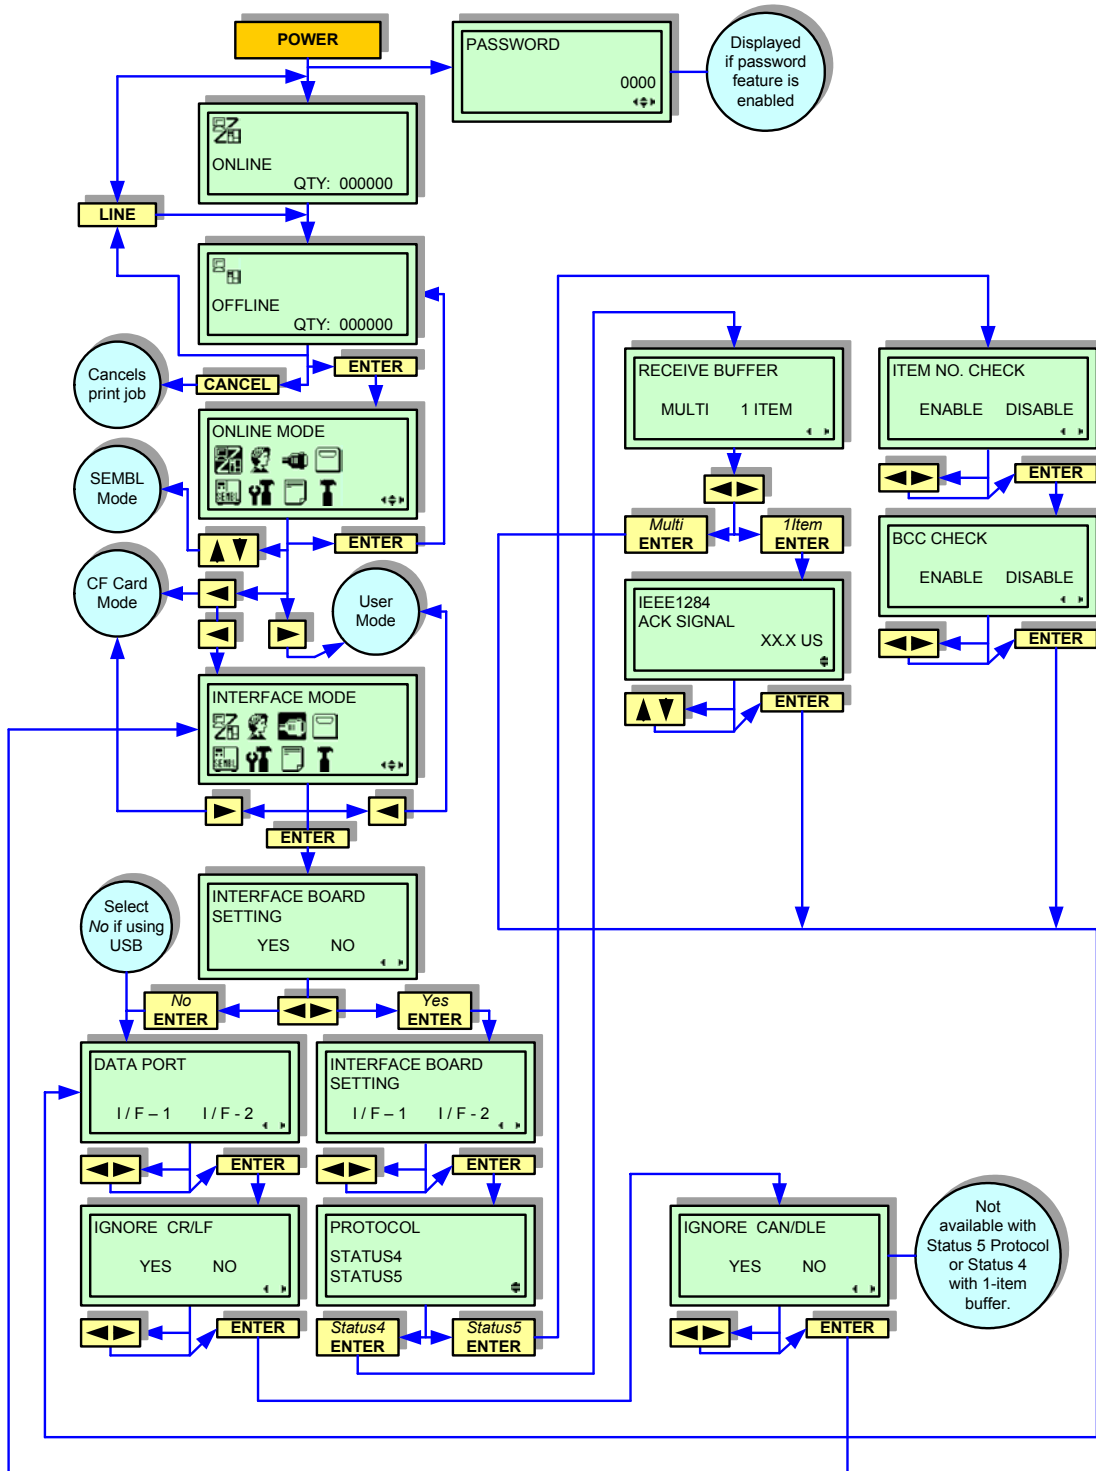 POWER
PASSWORD
0000
Displayed
if password
feature is
enabled
ONLINE
QTY: 000000
LINE
OFFLINE
QTY: 000000
ENTER
CANCEL
Cancels
print job
ONLINE MODE
SEMBL
SEMBL
Mode
ENTER
CF Card
Mode
User
Mode
INTERFACE MODE
SEMBL
ENTER
INTERFACE BOARD
SETTING
YES NO
Select
No if using
USB
No
ENTER
Yes
ENTER
DATA PORT
I / F – 1 I / F - 2
ENTER
INTERFACE BOARD
SETTING
I / F – 1 I / F - 2
ENTER
IGNORE CR/LF
YES NO
ENTER
PROTOCOL
STATUS4
STATUS5
Status4
ENTER
Status5
ENTER
RECEIVE BUFFER
MULTI 1 ITEM
Multi
ENTER
1Item
ENTER
IEEE1284
ACK SIGNAL
XX.X US
ENTER
ITEM NO. CHECK
ENABLE DISABLE
ENTER
BCC CHECK
ENABLE DISABLE
ENTER
IGNORE CAN/DLE
YES NO
ENTER
Not
available with
Status 5 Protocol
or Status 4
with 1-item
buffer.